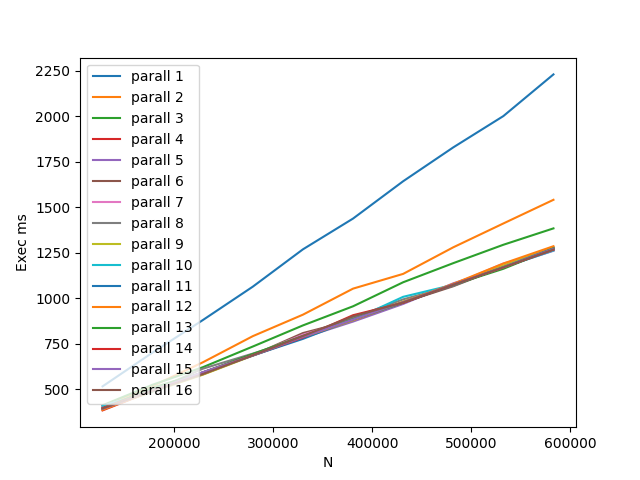 2250
2000
1750
1500
1250
1000
750
500
Exec ms
parall 1
parall 2
parall 3
parall 4
parall 5
parall 6
parall 7
parall 8
parall 9
parall 10
parall 11
parall 12
parall 13
parall 14
parall 15
parall 16
200000 300000 400000 500000 600000
N